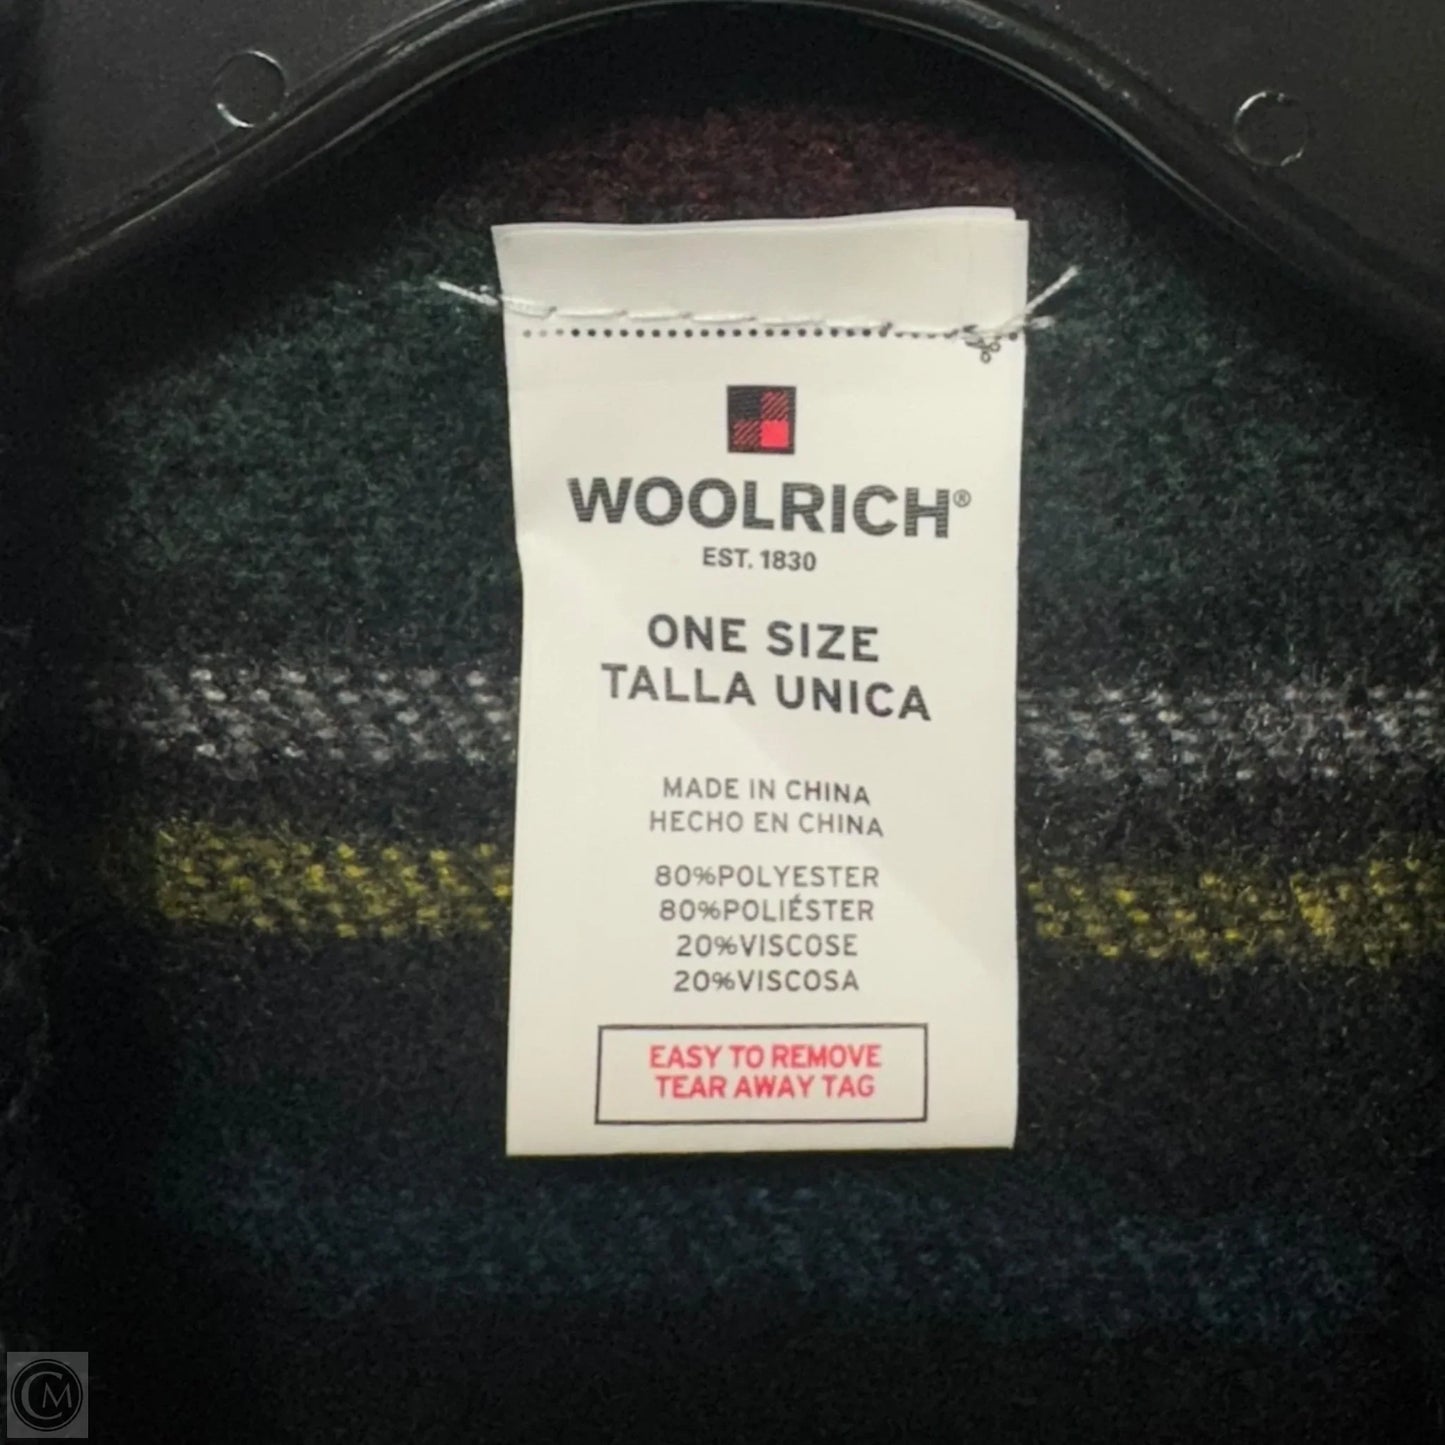 WOOLRICH®
EST. 1830
ONE SIZE
TALLA UNICA
MADE IN CHINA
HECHO EN CHINA
80%POLYESTER
80%POLIÉSTER
20%VISCOSE
20%VISCOSA
EASY TO REMOVE
TEAR AWAY TAG
CM